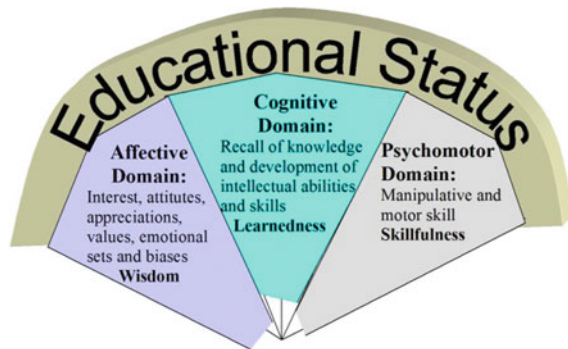 Educational Status
Affective
Domain:
Interest, attitutes,
appreciations,
values, emotional
sets and biases
Wisdom
Cognitive
Domain:
Recall of knowledge
and development of
intellectual abilities
and skills
Learnedness
Psychomotor
Domain:
Manipulative and
motor skill
Skillfulness